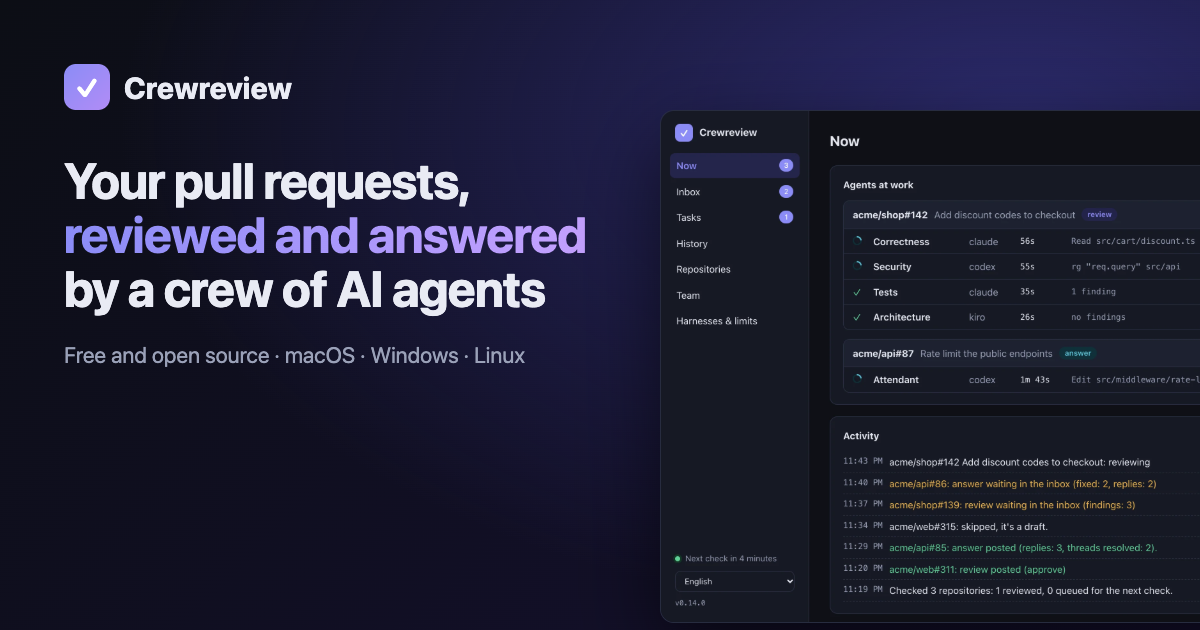 Crewreview
Your pull requests,
reviewed and answered
by a crew of AI agents
Free and open source · macOS · Windows · Linux
Crewreview
Now 3
Inbox 2
Tasks 1
History
Repositories
Team
Harnesses & limits
Next check in 4 minutes
English
v0.14.0
Now
Agents at work
acme/shop#142 Add discount codes to checkout review
Correctness claude 56s Read src/cart/discount.ts
Security codex 55s rg "req.query" src/api
Tests claude 35s 1 finding
Architecture kiro 26s no findings
acme/api#87 Rate limit the public endpoints answer
Attendant codex 1m 43s Edit src/middleware/rate-l
Activity
11:43 PM acme/shop#142 Add discount codes to checkout: reviewing
11:40 PM acme/api#86: answer waiting in the inbox (fixed: 2, replies: 2)
11:37 PM acme/shop#139: review waiting in the inbox (findings: 3)
11:34 PM acme/web#315: skipped, it's a draft.
11:29 PM acme/api#85: answer posted (replies: 3, threads resolved: 2).
11:20 PM acme/web#311: review posted (approve)
11:19 PM Checked 3 repositories: 1 reviewed, 0 queued for the next check.